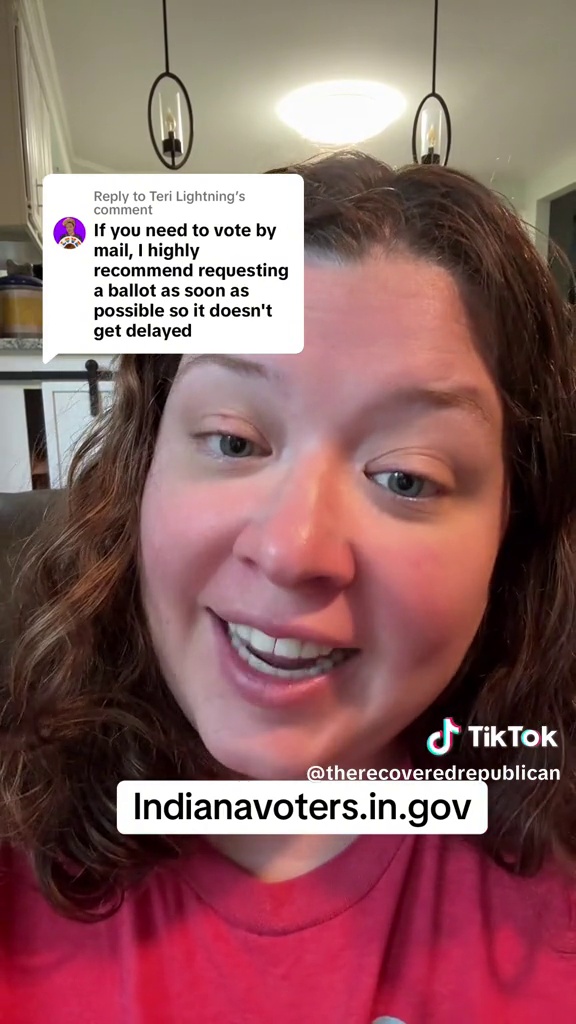 Reply to Teri Lightning's
comment
If you need to vote by
mail, I highly
recommend requesting
a ballot as soon as
possible so it doesn't
get delayed
TikTok
@therecoveredrepublican
Indianavoters.in.gov